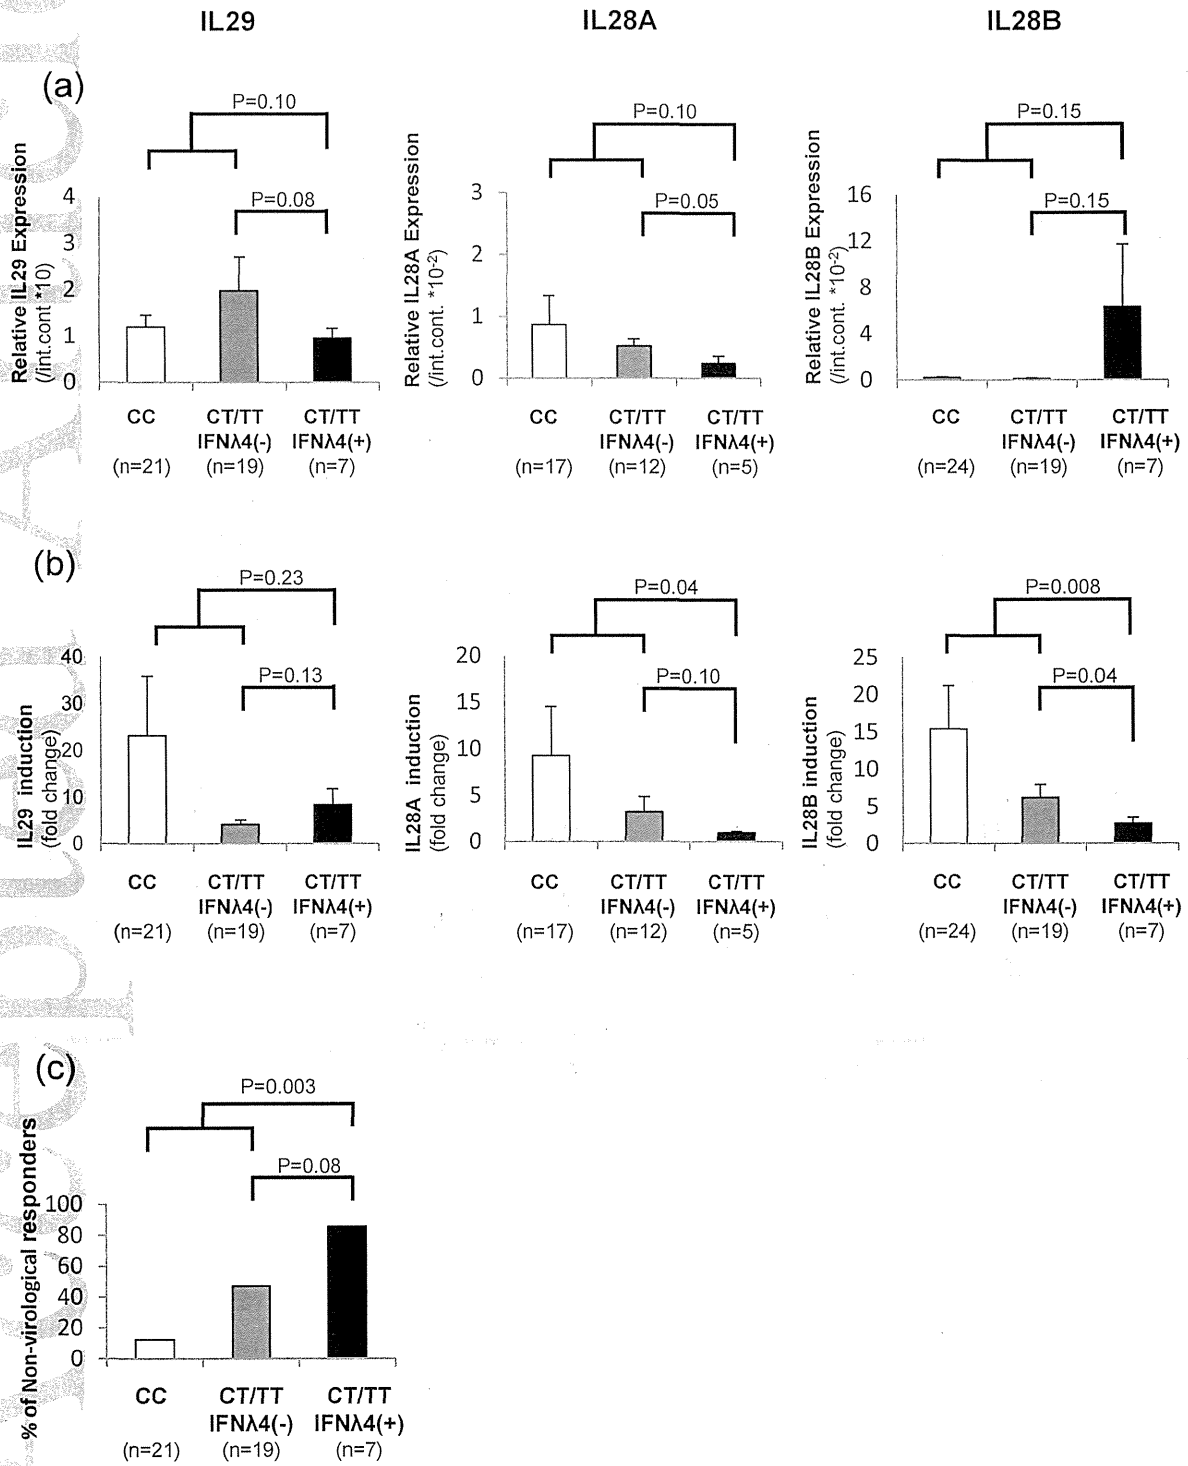 IL29 IL28A IL28B
(a)
P=0.10
P=0.08
Relative IL29 Expression
(/int.cont *10)
4
3
2
1
0
CC CT/TT CT/TT
IFNλ4(-) IFNλ4(+)
(n=21) (n=19) (n=7)
P=0.10
P=0.05
Relative IL28A Expression
(/int.cont. *10-2)
3
2
1
0
CC CT/TT CT/TT
IFNλ4(-) IFNλ4(+)
(n=17) (n=12) (n=5)
P=0.15
P=0.15
Relative IL28B Expression
(/int.cont. *10-2)
16
12
8
4
0
CC CT/TT CT/TT
IFNλ4(-) IFNλ4(+)
(n=24) (n=19) (n=7)
(b)
P=0.23
P=0.13
IL29 induction
(fold change)
40
30
20
10
0
CC CT/TT CT/TT
IFNλ4(-) IFNλ4(+)
(n=21) (n=19) (n=7)
P=0.04
P=0.10
IL28A induction
(fold change)
20
15
10
5
0
CC CT/TT CT/TT
IFNλ4(-) IFNλ4(+)
(n=17) (n=12) (n=5)
P=0.008
P=0.04
IL28B induction
(fold change)
25
20
15
10
5
0
CC CT/TT CT/TT
IFNλ4(-) IFNλ4(+)
(n=24) (n=19) (n=7)
(c)
P=0.003
P=0.08
% of Non-virological responders
100
80
60
40
20
0
CC CT/TT CT/TT
IFNλ4(-) IFNλ4(+)
(n=21) (n=19) (n=7)